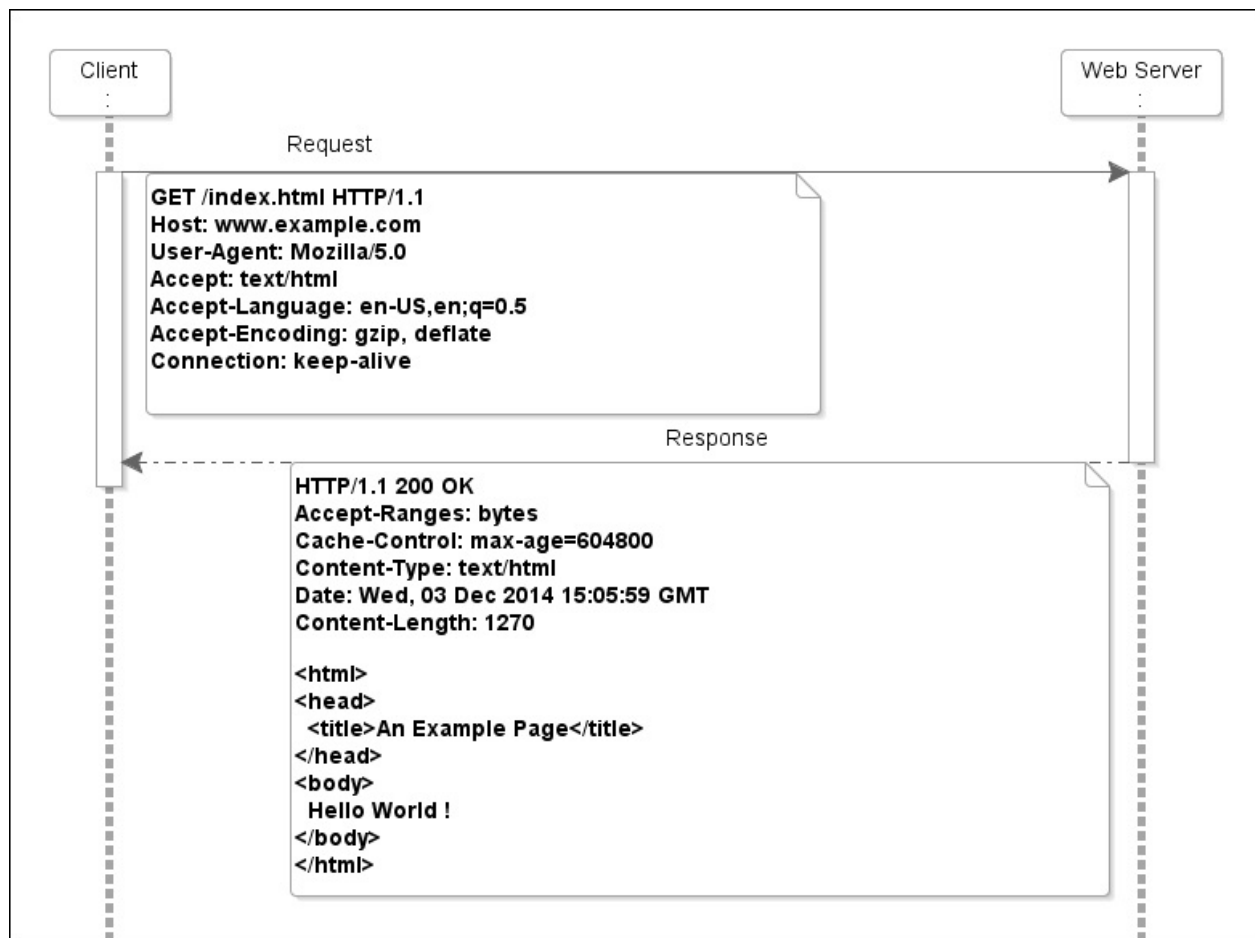 Client
:
Web Server
:
Request
GET /index.html HTTP/1.1
Host: www.example.com
User-Agent: Mozilla/5.0
Accept: text/html
Accept-Language: en-US,en;q=0.5
Accept-Encoding: gzip, deflate
Connection: keep-alive
Response
HTTP/1.1 200 OK
Accept-Ranges: bytes
Cache-Control: max-age=604800
Content-Type: text/html
Date: Wed, 03 Dec 2014 15:05:59 GMT
Content-Length: 1270

<html>
<head>
  <title>An Example Page</title>
</head>
<body>
  Hello World !
</body>
</html>